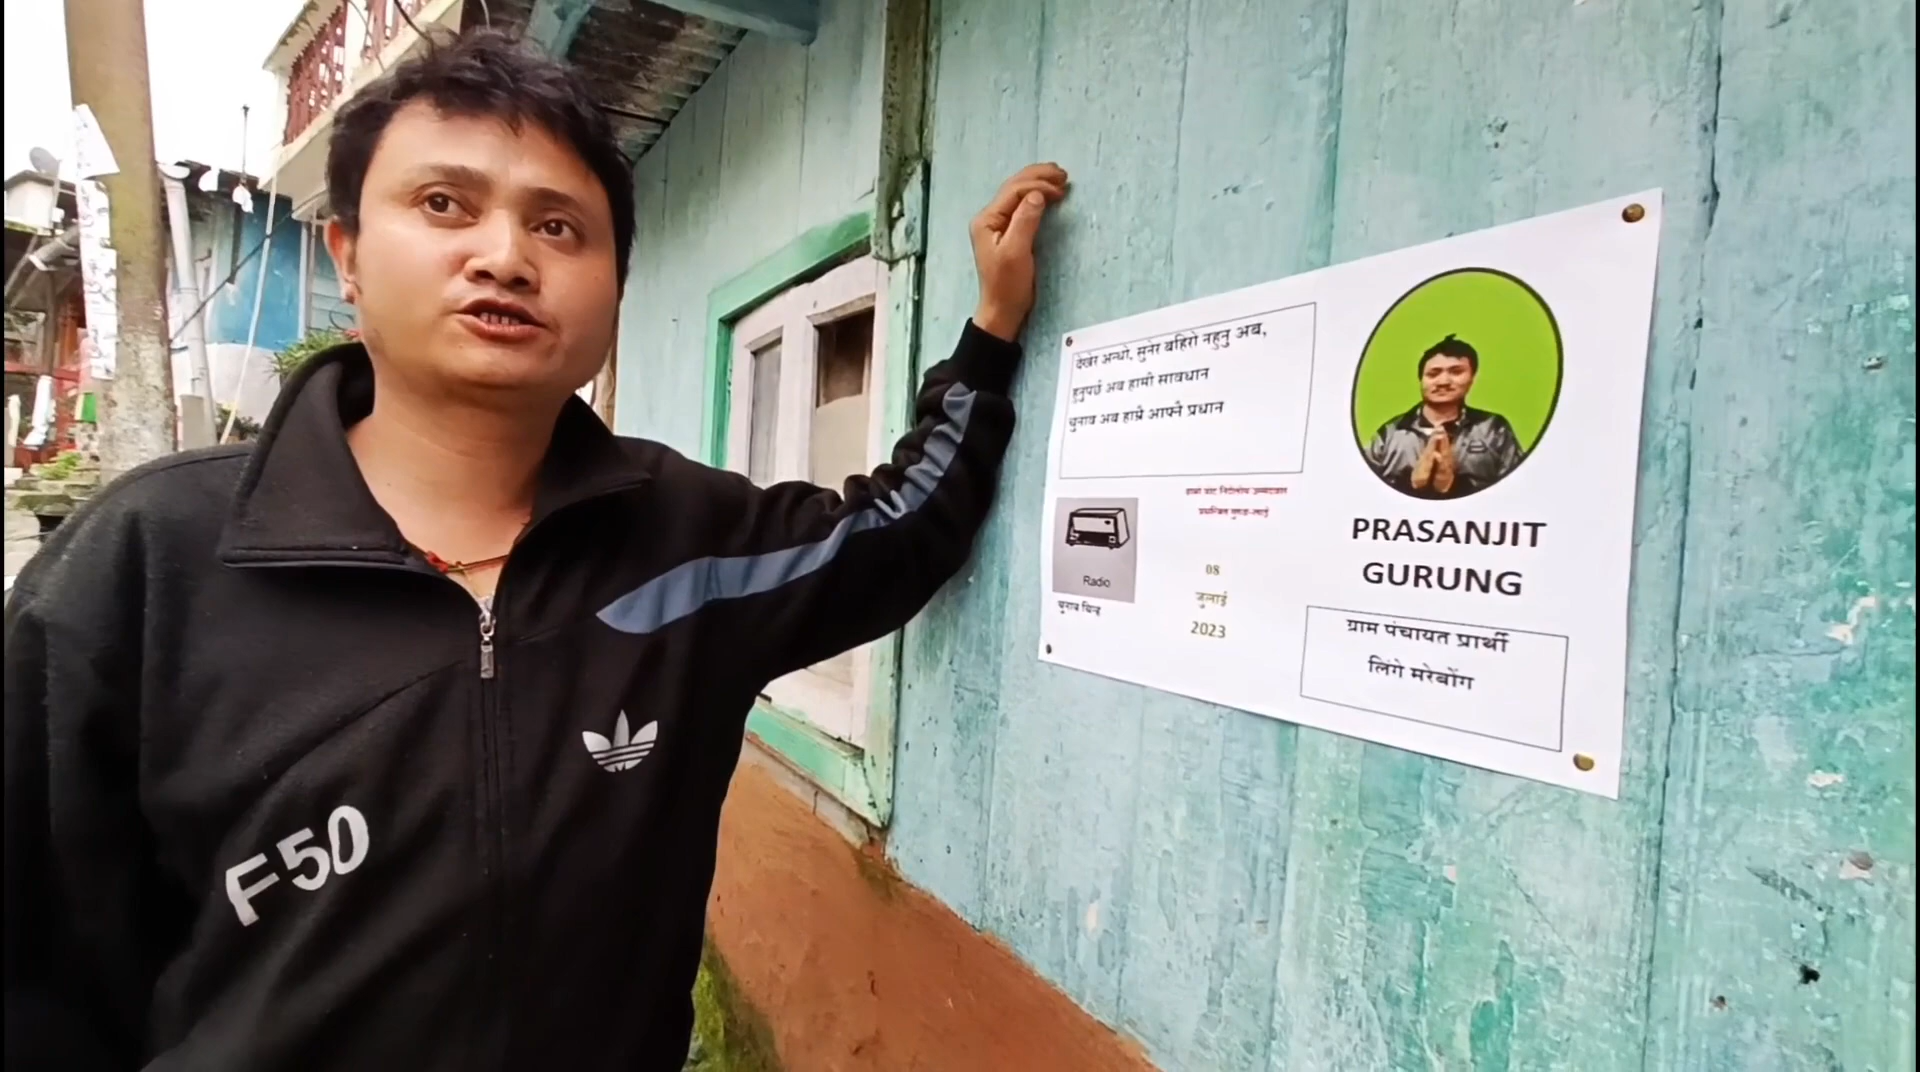 देखेर अन्धो, सुनेर बहिरो नहुनु अब,
हुनुपर्छ अब हामी सावधान
चुनाव अब हाम्रै आफ्नै प्रधान
Radio
चुनाव चिन्ह
08
जुलाई
2023
PRASANJIT
GURUNG
ग्राम पंचायत प्रार्थी
लिंगे मरेबोंग
F50